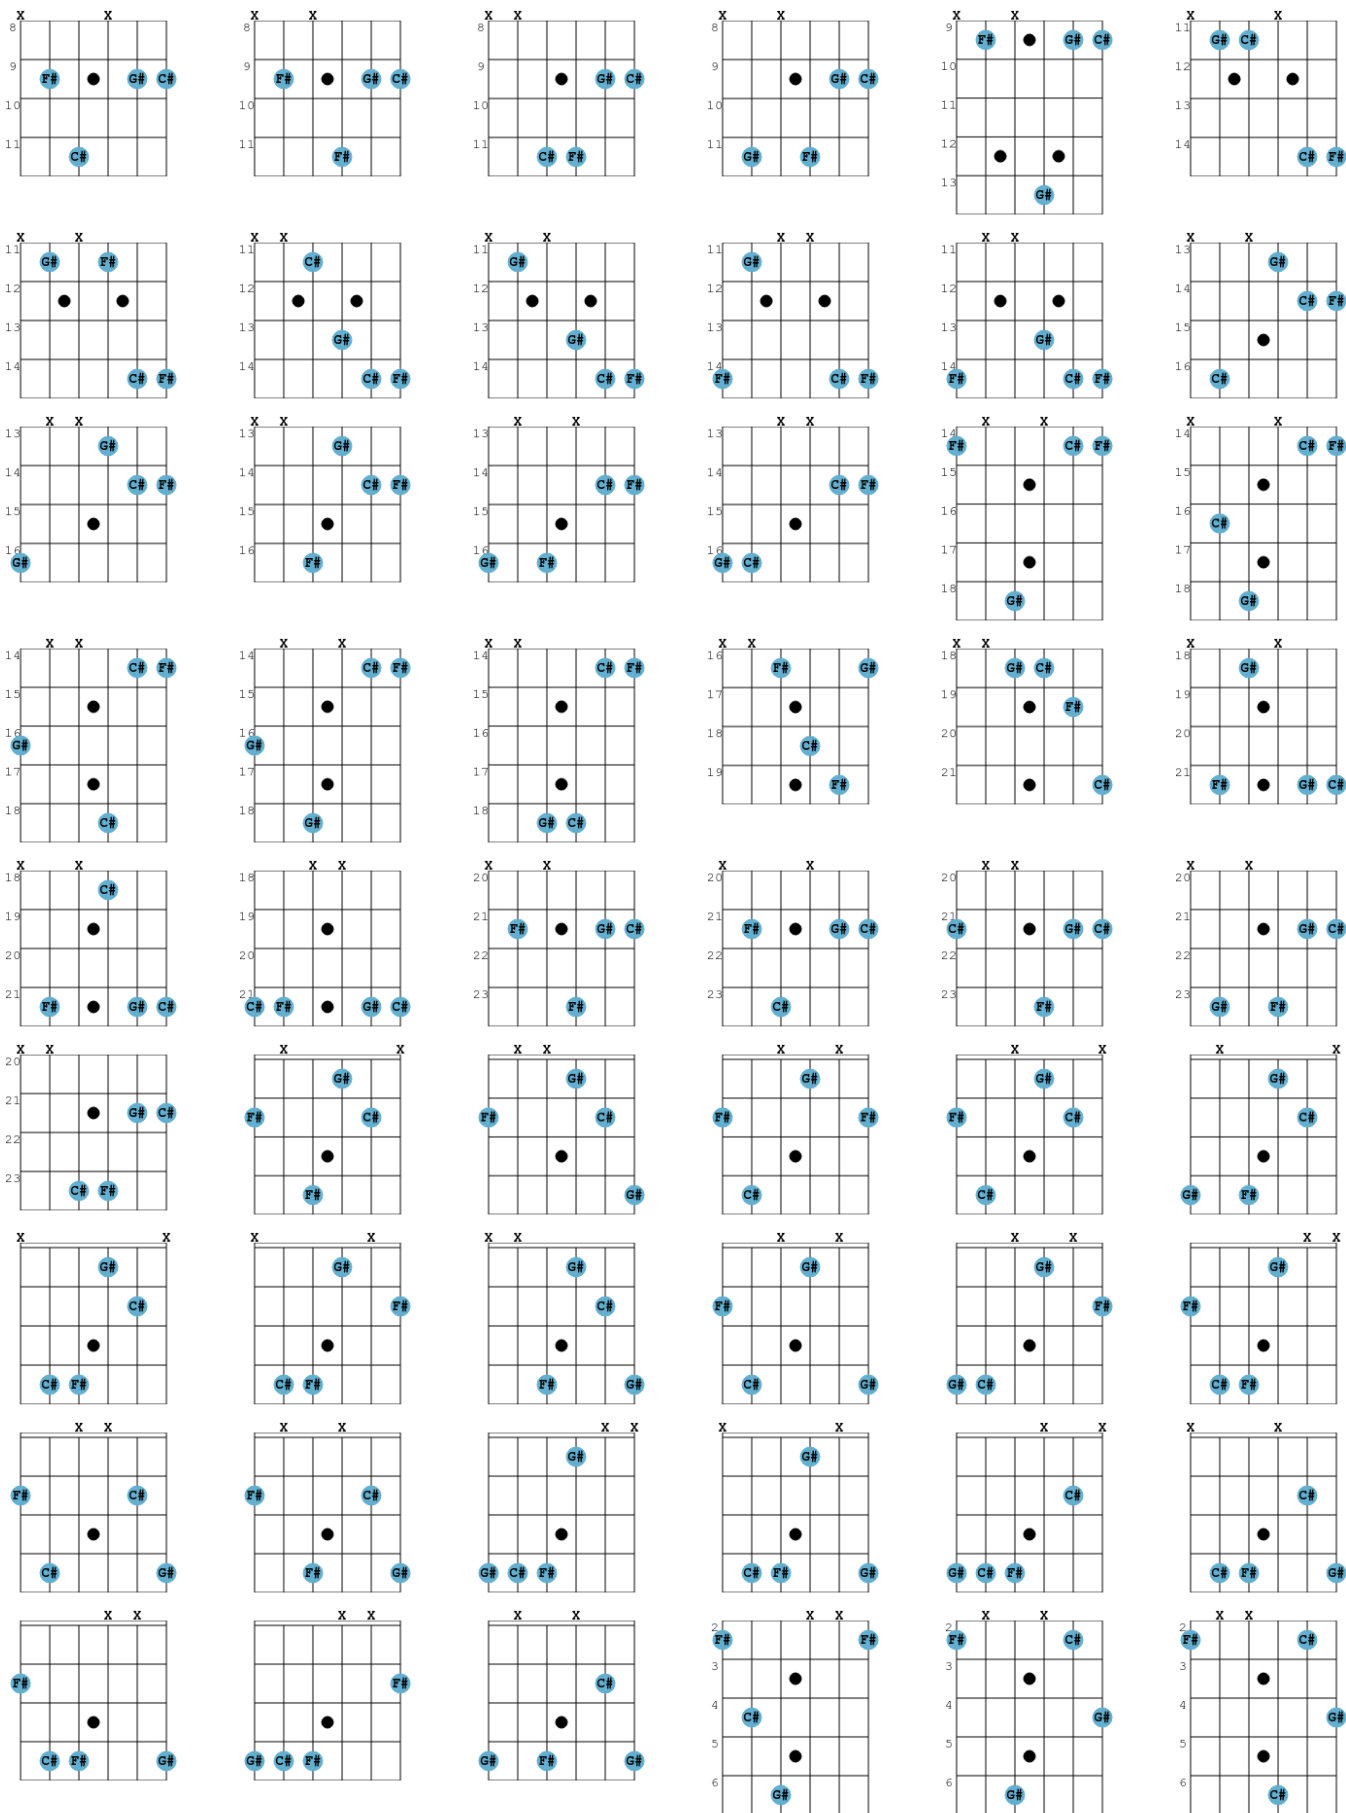 X X X X X X X X X X X X
8 8 8 8 9 F# G# C# 11 G# C#
9 F# G# C# 9 F# G# C# 9 G# C# 9 G# C# 10 12
10 10 10 10 11 13
11 C# 11 F# 11 C# F# 11 G# F# 12 14 C# F#
13 G#
X X X X X X X X X X X X
11 G# F# 11 C# 11 G# 11 G# 11 13 G#
12 12 12 12 12 14 C# F#
13 13 G# 13 G# 13 13 G# 15
14 C# F# 14 C# F# 14 C# F# 14 F# C# F# 14 F# C# F# 16 C#
X X X X X X X X X X X X
13 G# 13 G# 13 13 14 F# C# F# 14 C# F#
14 C# F# 14 C# F# 14 C# F# 14 C# F# 15 15
15 15 15 15 16 16 C#
16 G# 16 F# 16 G# F# 16 G# C# 17 17
18 G# 18 G#
X X X X X X X X X X X X
14 C# F# 14 C# F# 14 C# F# 16 F# G# 18 G# C# 18 G#
15 15 15 17 19 F# 19
16 G# 16 G# 16 18 C# 20 20
17 17 17 19 F# 21 C# 21 F# G# C#
18 C# 18 G# 18 G# C#
X X X X X X X X X X X X
18 C# 18 20 20 20 20
19 19 21 F# G# C# 21 F# G# C# 21 C# G# C# 21 G# C#
20 20 22 22 22 22
21 F# G# C# 21 C# F# G# C# 23 F# 23 C# 23 F# 23 G# F#
X X X X X X X X X X X X
20 G# G# G# G# G#
21 G# C# F# C# F# C# F# F# F# C# C#
22
23 C# F# F# G# C# C# G# F#
X X X X X X X X X X X X
G# G# G# G# G# G#
C# F# C# F# F# F#
C# F# C# F# F# G# C# G# G# C# C# F#
X X X X X X X X X X X X
G# G#
F# C# F# C# C# C#
C# G# F# G# G# C# F# C# F# G# G# C# F# C# F# G#
X X X X X X X X X X X X
2 F# F# 2 F# C# 2 F# C#
F# F# C# 3 3 3
4 C# 4 G# 4 G#
C# F# G# G# C# F# G# F# G# 5 5 5
6 G# 6 G# 6 C#